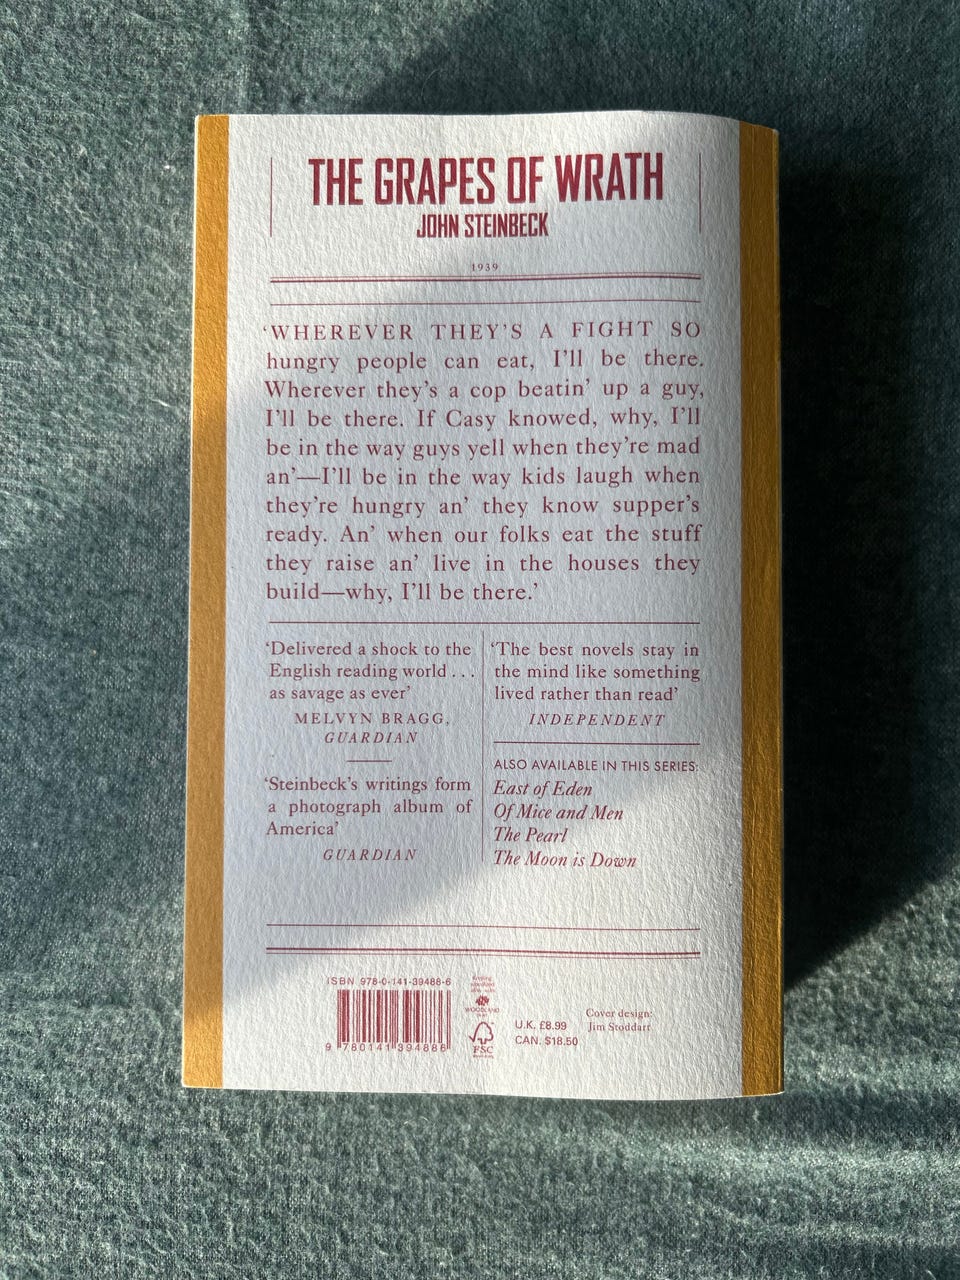 THE GRAPES OF WRATH
JOHN STEINBECK
1939
‘WHEREVER THEY’S A FIGHT SO
hungry people can eat, I’ll be there.
Wherever they’s a cop beatin’ up a guy,
I’ll be there. If Casy knowed, why, I’ll
be in the way guys yell when they’re mad
an’—I’ll be in the way kids laugh when
they’re hungry an’ they know supper’s
ready. An’ when our folks eat the stuff
they raise an’ live in the houses they
build—why, I’ll be there.’
‘Delivered a shock to the
English reading world . . .
as savage as ever’
MELVYN BRAGG,
GUARDIAN
‘Steinbeck’s writings form
a photograph album of
America’
GUARDIAN
‘The best novels stay in
the mind like something
lived rather than read’
INDEPENDENT
ALSO AVAILABLE IN THIS SERIES:
East of Eden
Of Mice and Men
The Pearl
The Moon is Down
ISBN 978-0-141-39488-6
9 780141 394886
WOODLAND
FSC
U.K. £8.99
CAN. $18.50
Cover design:
Jim Stoddart